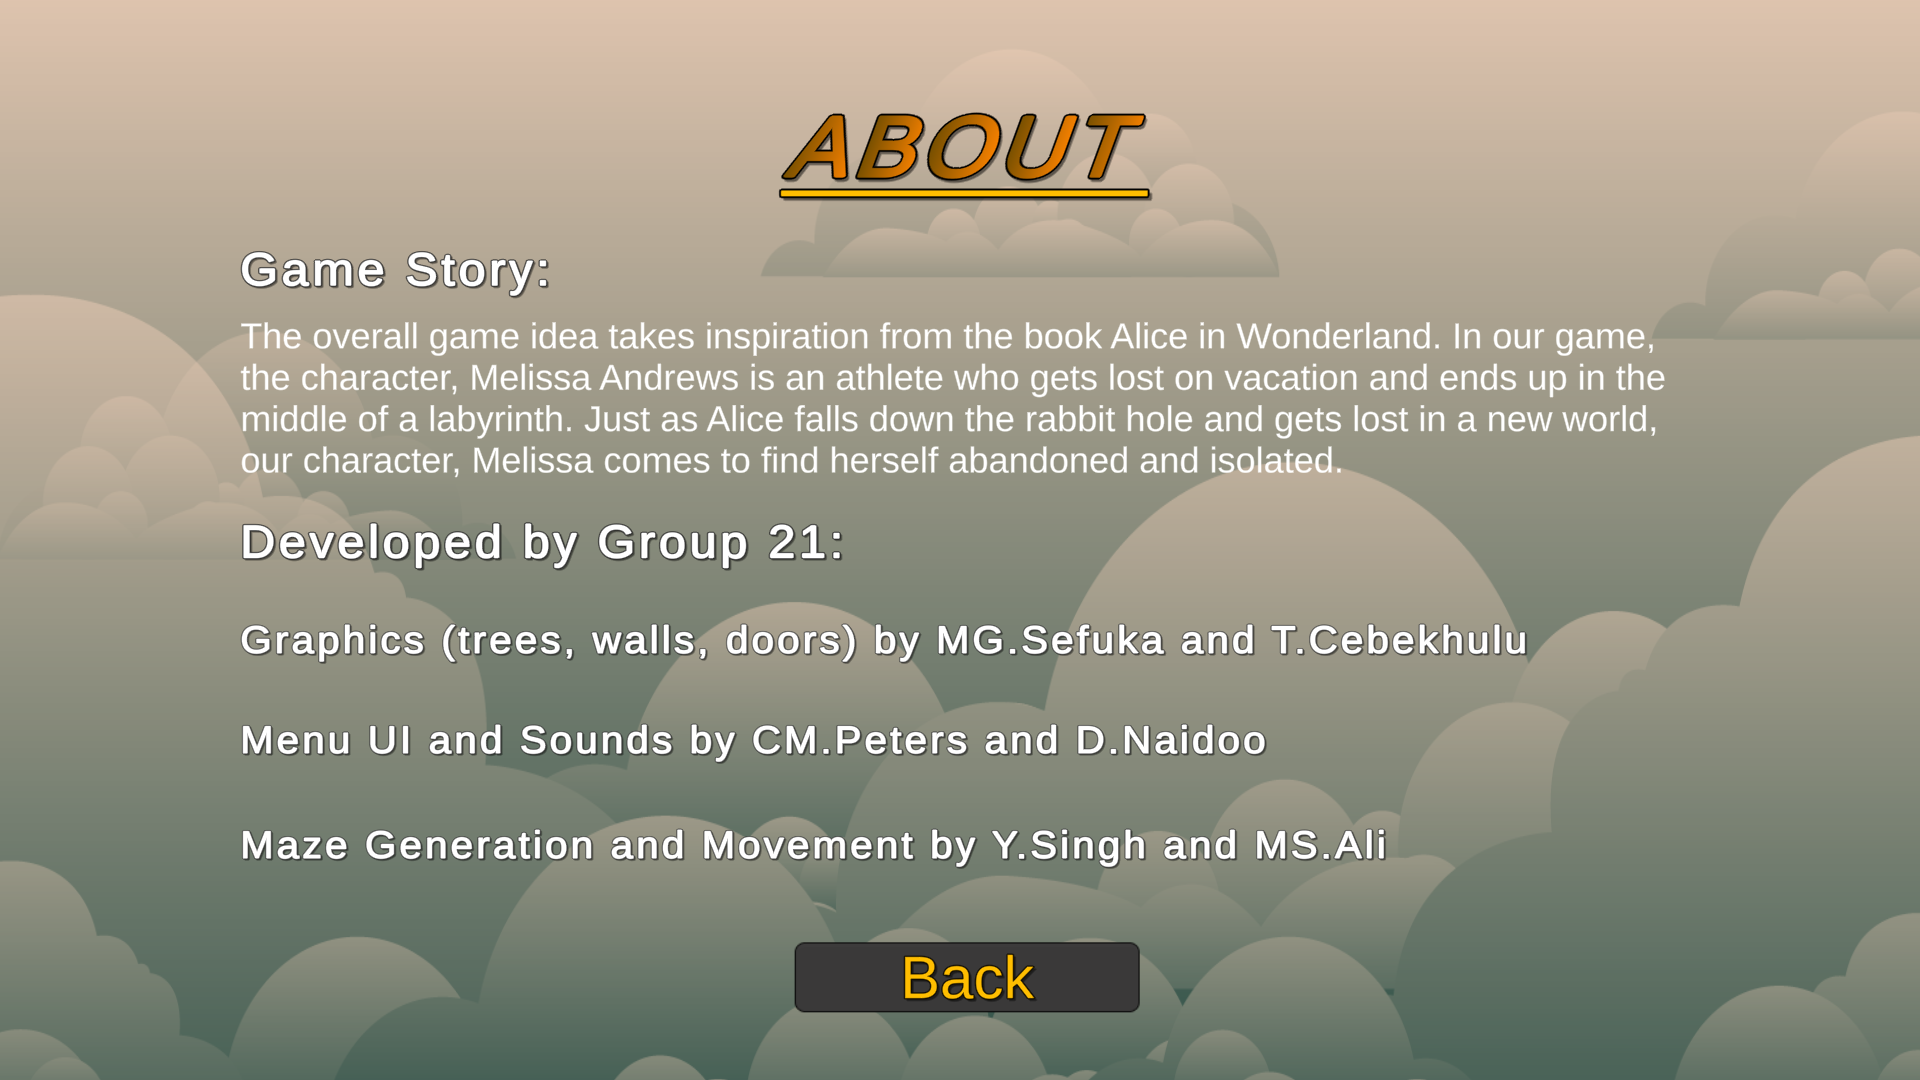 ABOUT
Game Story:
The overall game idea takes inspiration from the book Alice in Wonderland. In our game,
the character, Melissa Andrews is an athlete who gets lost on vacation and ends up in the
middle of a labyrinth. Just as Alice falls down the rabbit hole and gets lost in a new world,
our character, Melissa comes to find herself abandoned and isolated.
Developed by Group 21:
Graphics (trees, walls, doors) by MG.Sefuka and T.Cebekhulu
Menu UI and Sounds by CM.Peters and D.Naidoo
Maze Generation and Movement by Y.Singh and MS.Ali
Back